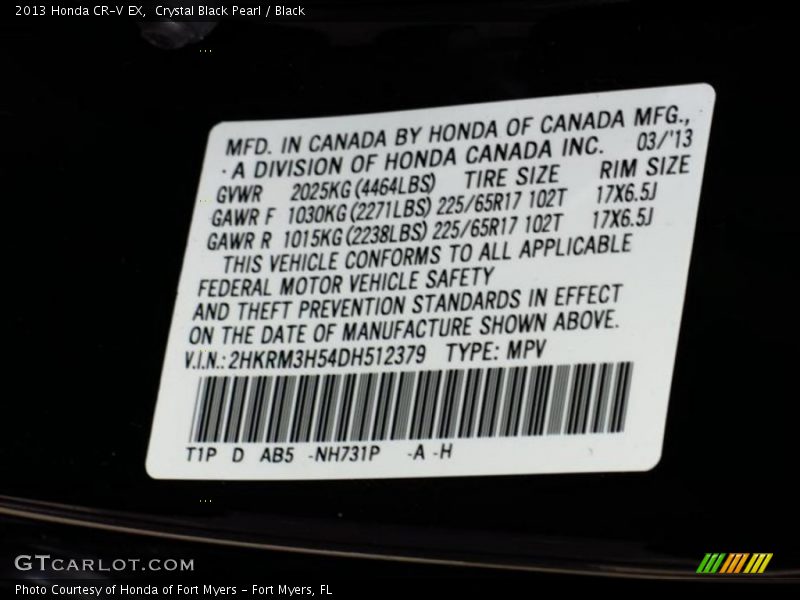 2013 Honda CR-V EX,  Crystal Black Pearl / Black
MFD. IN CANADA BY HONDA OF CANADA MFG.,
· A DIVISION OF HONDA CANADA INC. 03/'13
GVWR 2025KG (4464LBS) TIRE SIZE RIM SIZE
GAWR F 1030KG (2271LBS) 225/65R17 102T 17X6.5J
GAWR R 1015KG (2238LBS) 225/65R17 102T 17X6.5J
THIS VEHICLE CONFORMS TO ALL APPLICABLE
FEDERAL MOTOR VEHICLE SAFETY
AND THEFT PREVENTION STANDARDS IN EFFECT
ON THE DATE OF MANUFACTURE SHOWN ABOVE.
V.I.N.: 2HKRM3H54DH512379 TYPE: MPV
T1P D AB5 -NH731P -A -H
GTCARLOT.COM
Photo Courtesy of Honda of Fort Myers - Fort Myers, FL